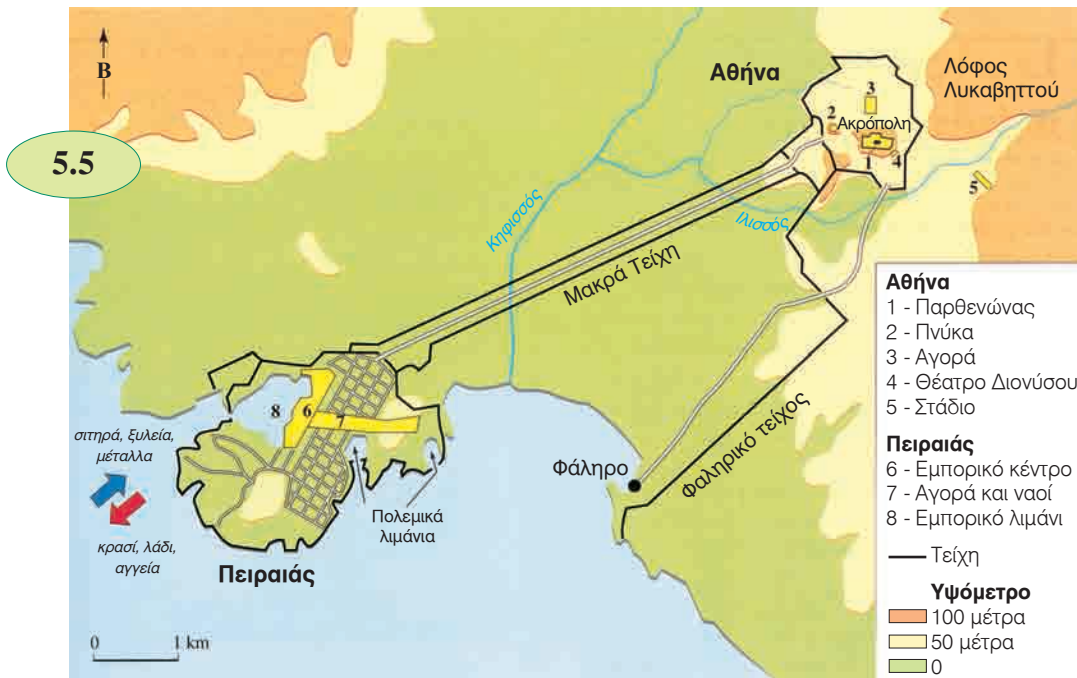 B
5.5
Αθήνα
Λόφος
Λυκαβηττού
3
2
Ακρόπολη
1
4
5
Κηφισσός
Ιλισσός
Μακρά Τείχη
Φαληρικό τείχος
Φάληρο
8
6
7
σιτηρά, ξυλεία,
μέταλλα
κρασί, λάδι,
αγγεία
Πολεμικά
λιμάνια
Πειραιάς
0 1 km
Αθήνα
1 - Παρθενώνας
2 - Πνύκα
3 - Αγορά
4 - Θέατρο Διονύσου
5 - Στάδιο
Πειραιάς
6 - Εμπορικό κέντρο
7 - Αγορά και ναοί
8 - Εμπορικό λιμάνι
Τείχη
Υψόμετρο
100 μέτρα
50 μέτρα
0